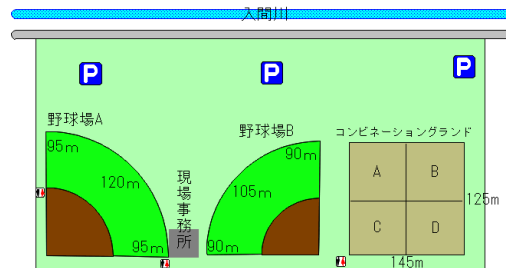 入間川
P
P
P
野球場A
95m
120m
95m
現場事務所
野球場B
90m
105m
90m
コンビネーショングランド
A
B
C
D
125m
145m